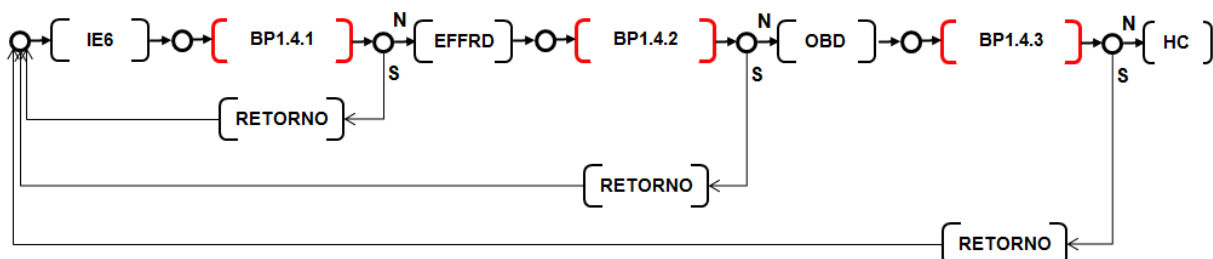 IE6
BP1.4.1
N
S
EFFRD
BP1.4.2
N
S
OBD
BP1.4.3
N
S
HC
RETORNO
RETORNO
RETORNO